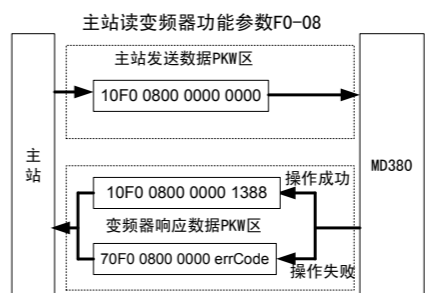 主站读变频器功能参数F0-08
主站发送数据PKW区
10F0 0800 0000 0000
主站
MD380
10F0 0800 0000 1388
操作成功
变频器响应数据PKW区
70F0 0800 0000 errCode
操作失败